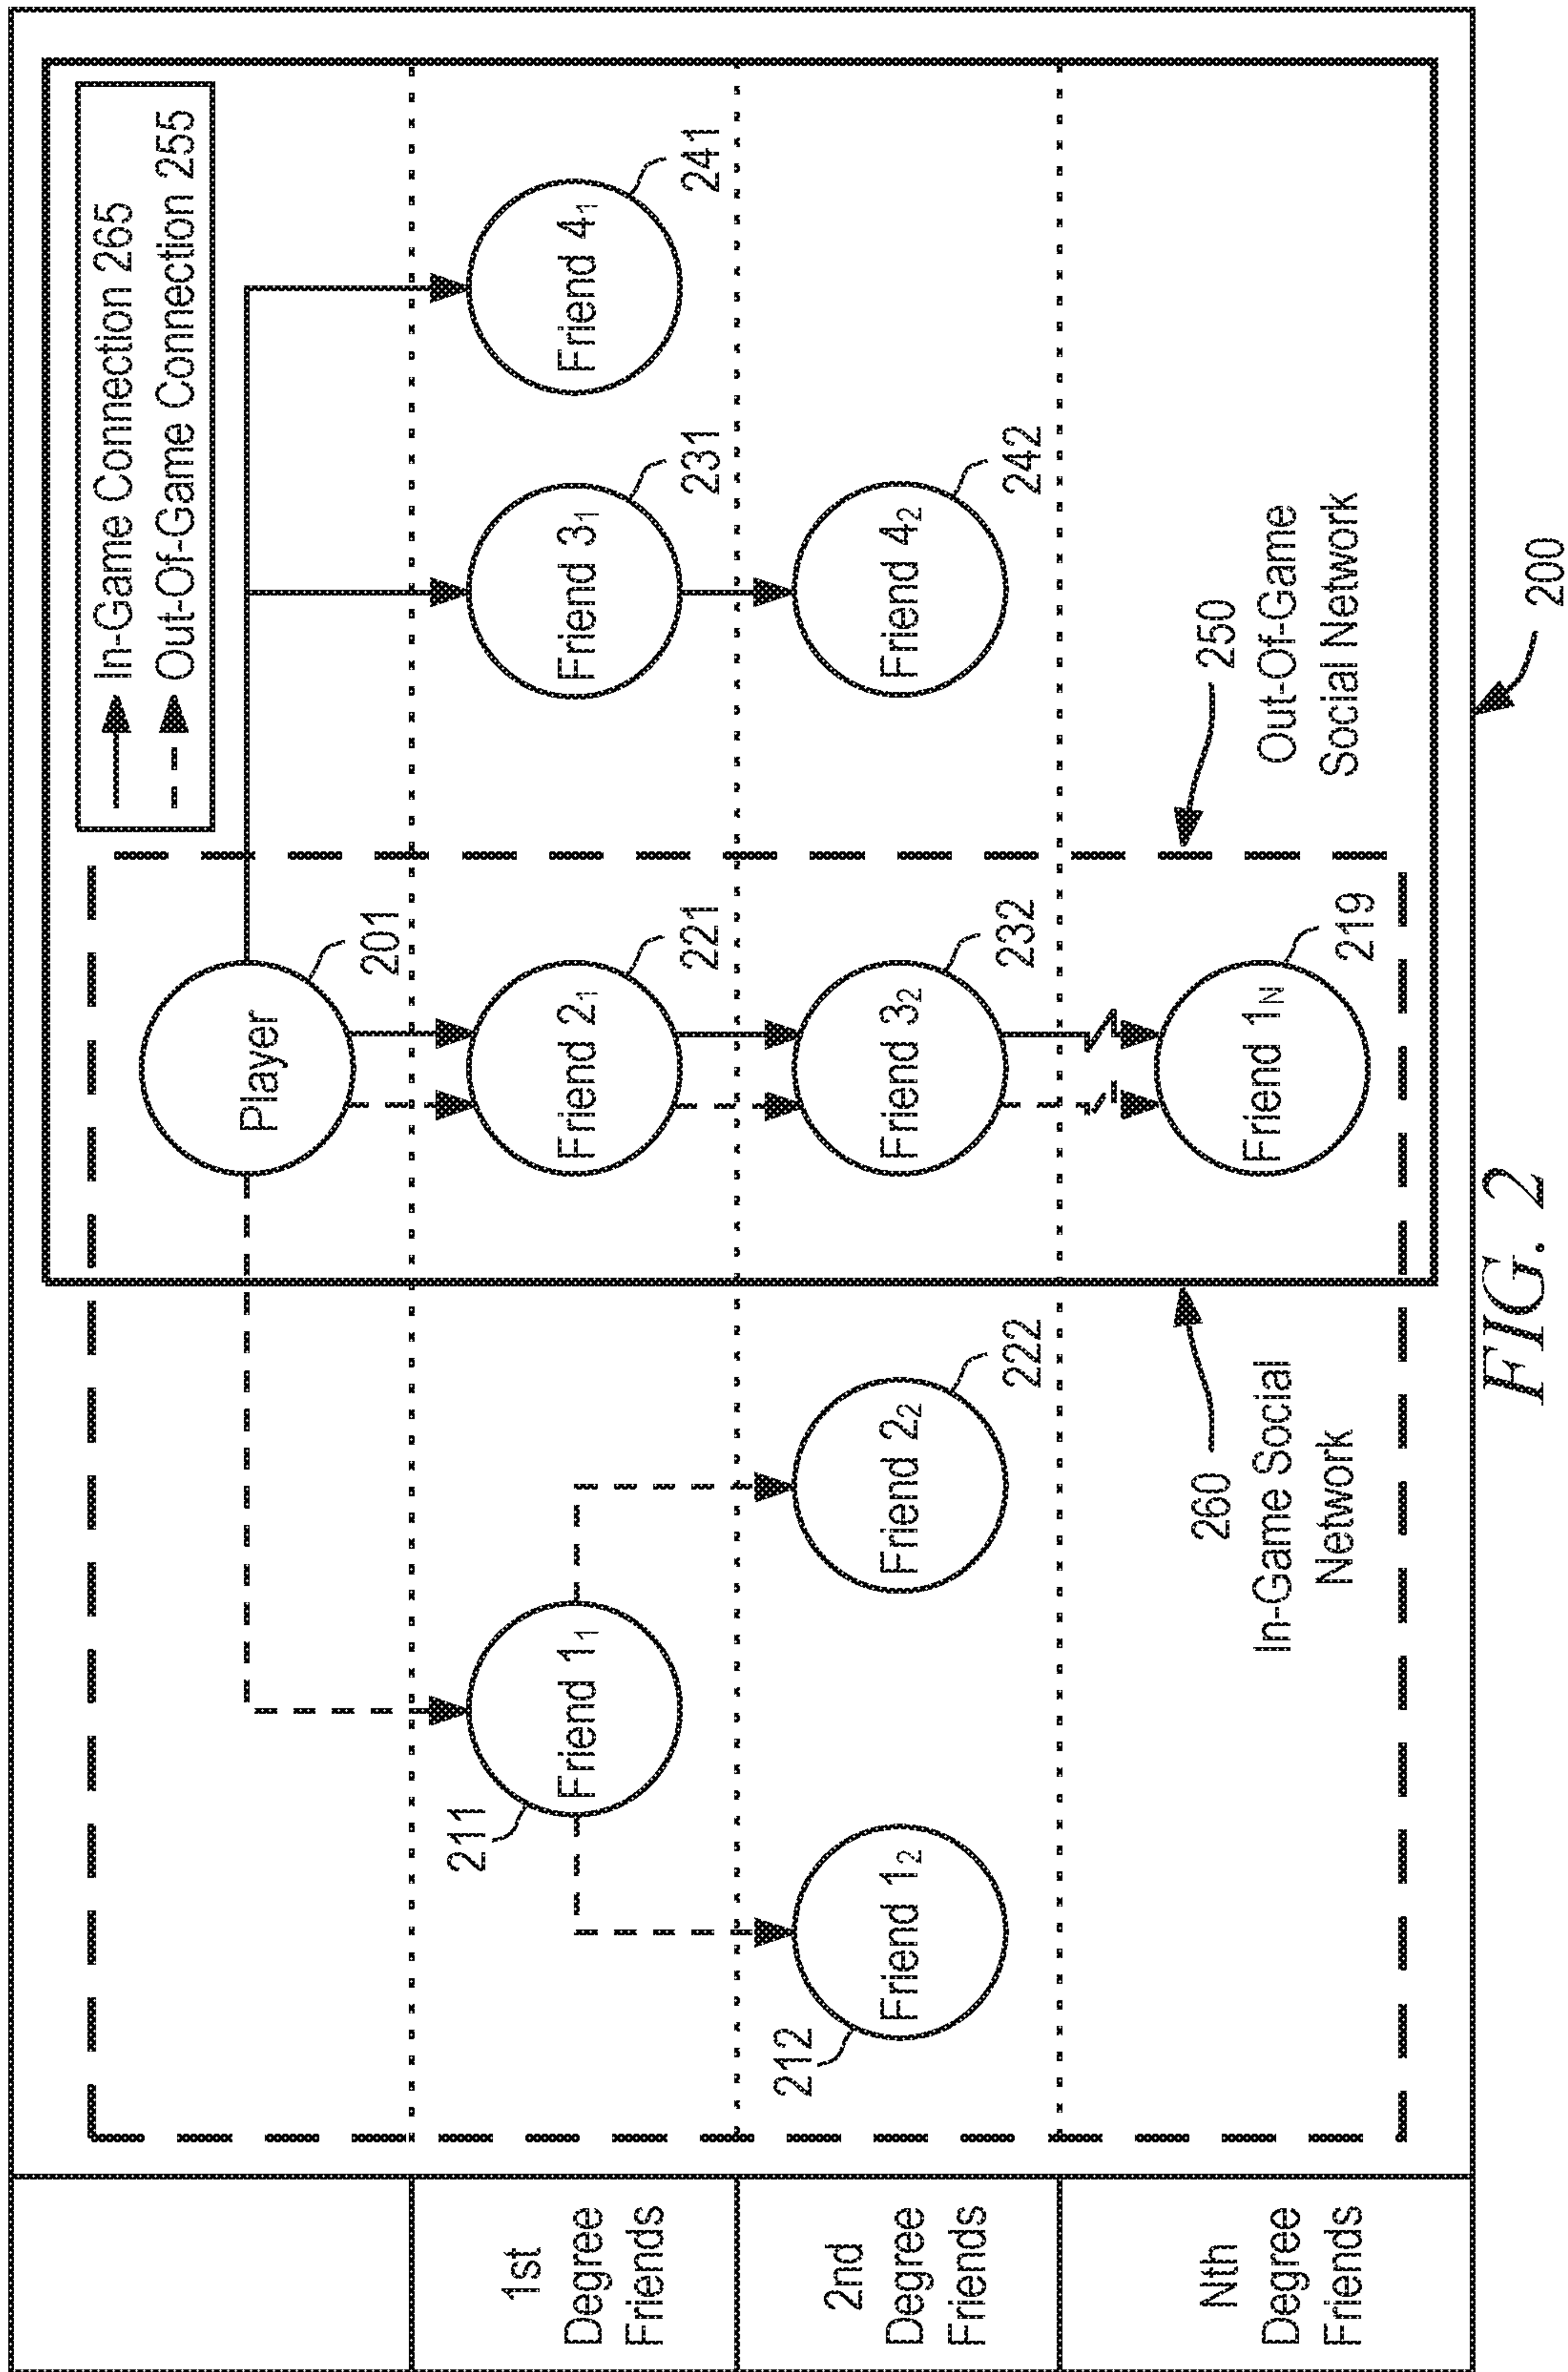 In-Game Connection 265
Out-Of-Game Connection 255
Player
201
1st
Degree
Friends
211
Friend 1₁
Friend 2₁
221
Friend 3₁
231
Friend 4₁
241
2nd
Degree
Friends
212
Friend 1₂
Friend 2₂
222
Friend 3₂
232
Friend 4₂
242
Nth
Degree
Friends
260
In-Game Social
Network
Friend 1N
219
250
Out-Of-Game
Social Network
200
FIG. 2